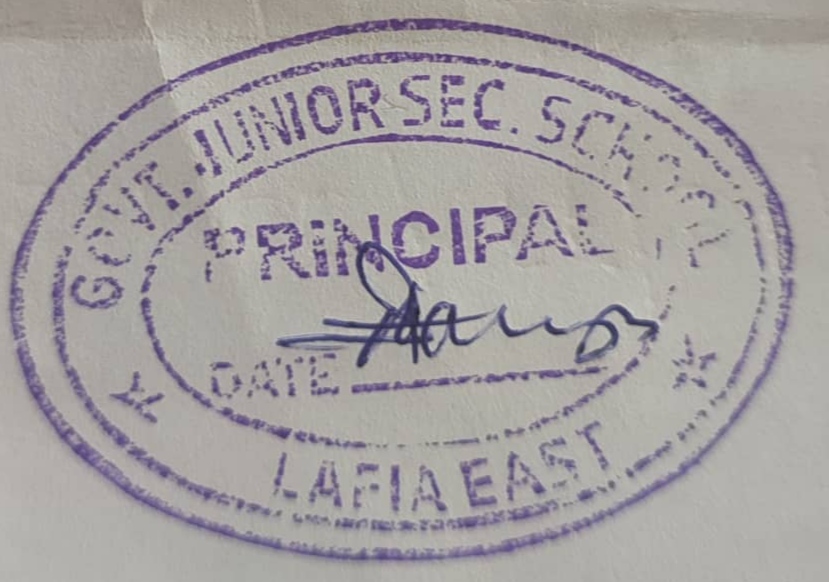 GOVT. JUNIOR SEC. SCHOOL
PRINCIPAL
DATE
LAFIA EAST